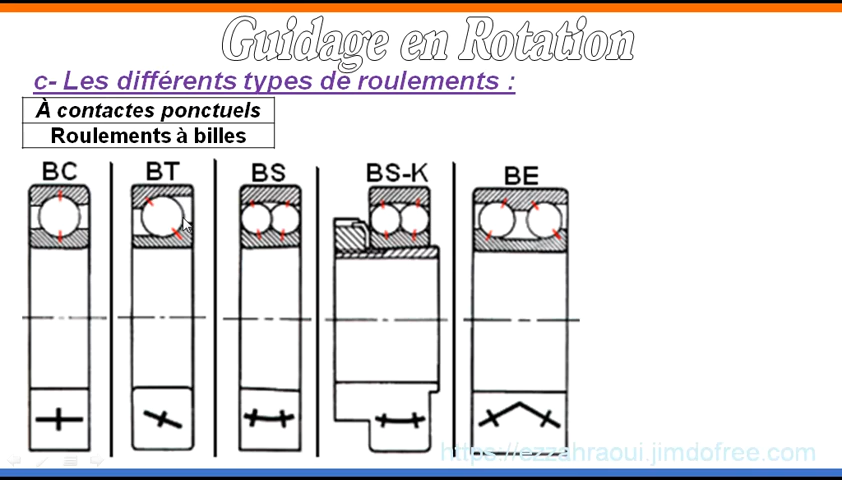 Guidage en Rotation
c- Les différents types de roulements :
À contactes ponctuels
Roulements à billes
BC BT BS BS-K BE
https://ezzahraoui.jimdofree.com